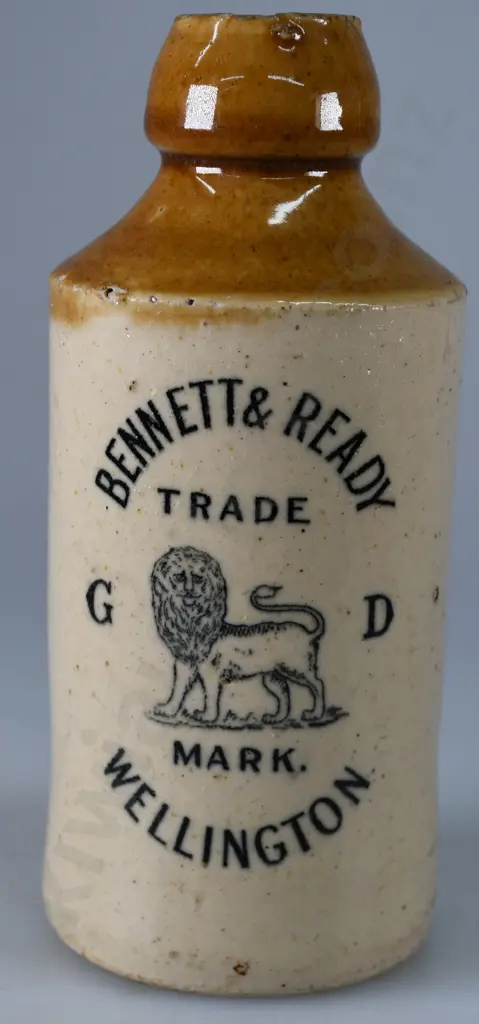 BENNETT & READY
TRADE
G D
MARK.
WELLINGTON